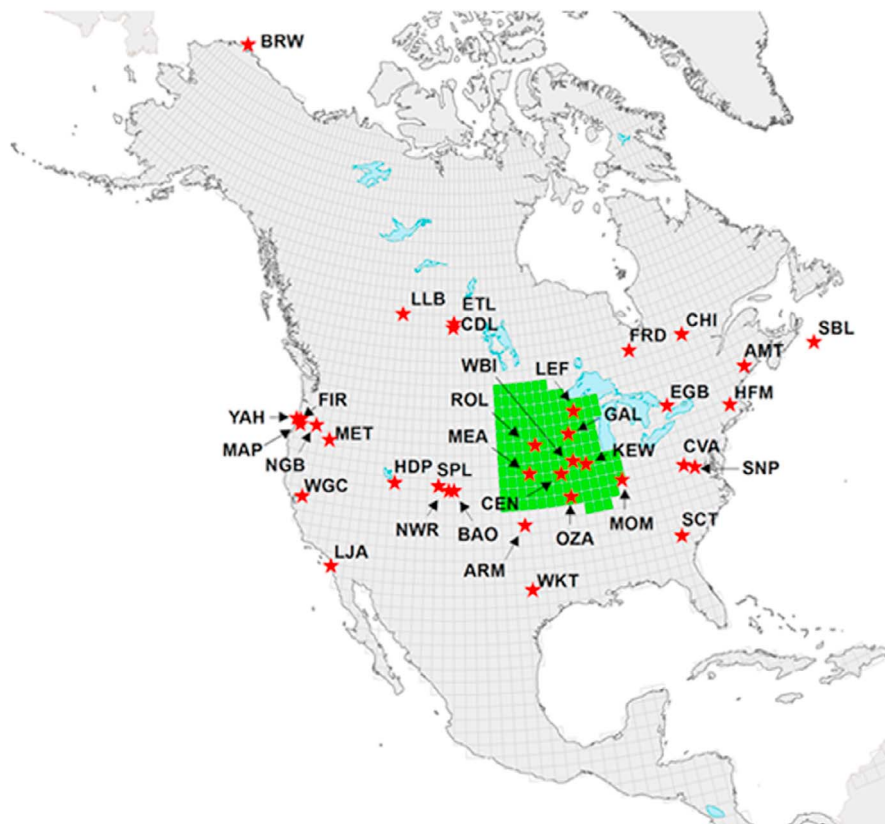 BRW
LLB
ETL
CDL
CHI
FRD
SBL
WBI
LEF
AMT
ROL
EGB
HFM
FIR
YAH
GAL
MEA
MET
MAP
KEW
CVA
NGB
HDP
SPL
SNP
WGC
CEN
NWR
BAO
MOM
SCT
OZA
LJA
ARM
WKT